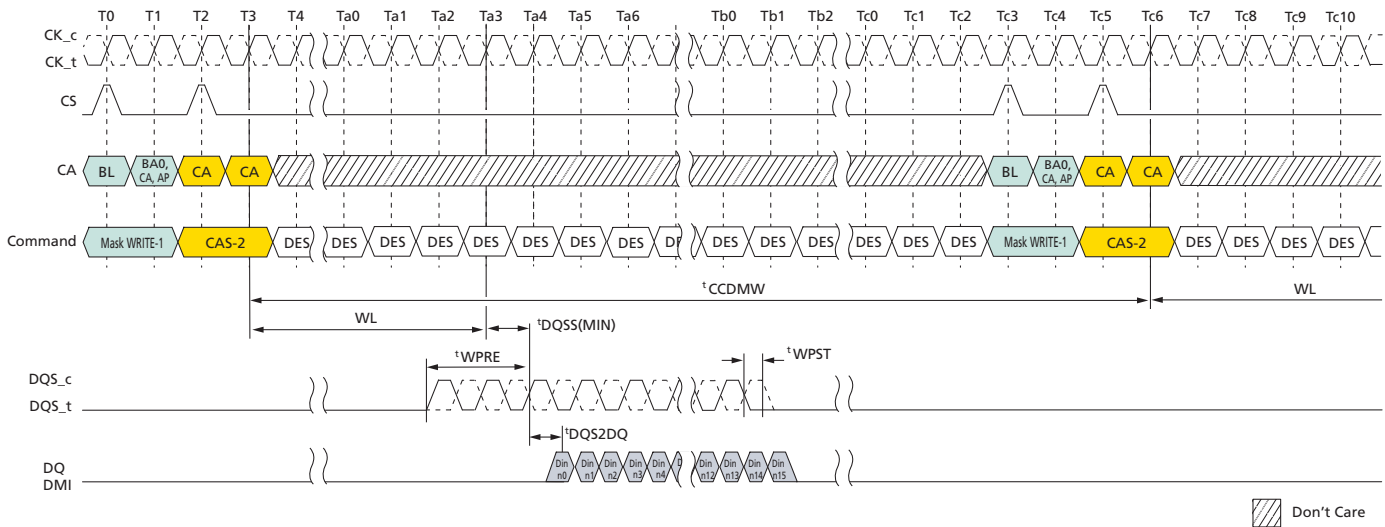 T0 T1 T2 T3 T4 Ta0 Ta1 Ta2 Ta3 Ta4 Ta5 Ta6 Tb0 Tb1 Tb2 Tc0 Tc1 Tc2 Tc3 Tc4 Tc5 Tc6 Tc7 Tc8 Tc9 Tc10
CK_c
CK_t
CS
CA BL BA0, CA, AP CA CA BL BA0, CA, AP CA CA
Command Mask WRITE-1 CAS-2 DES DES DES DES DES DES DES DES DES DES DES DES DES DES Mask WRITE-1 CAS-2 DES DES DES DES
tCCDMW
WL tDQSS(MIN) WL
tWPRE tWPST
DQS_c
DQS_t
tDQS2DQ
DQ
DMI
Din n0 Din n1 Din n2 Din n3 Din n4 Din n12 Din n13 Din n14 Din n15
Don't Care